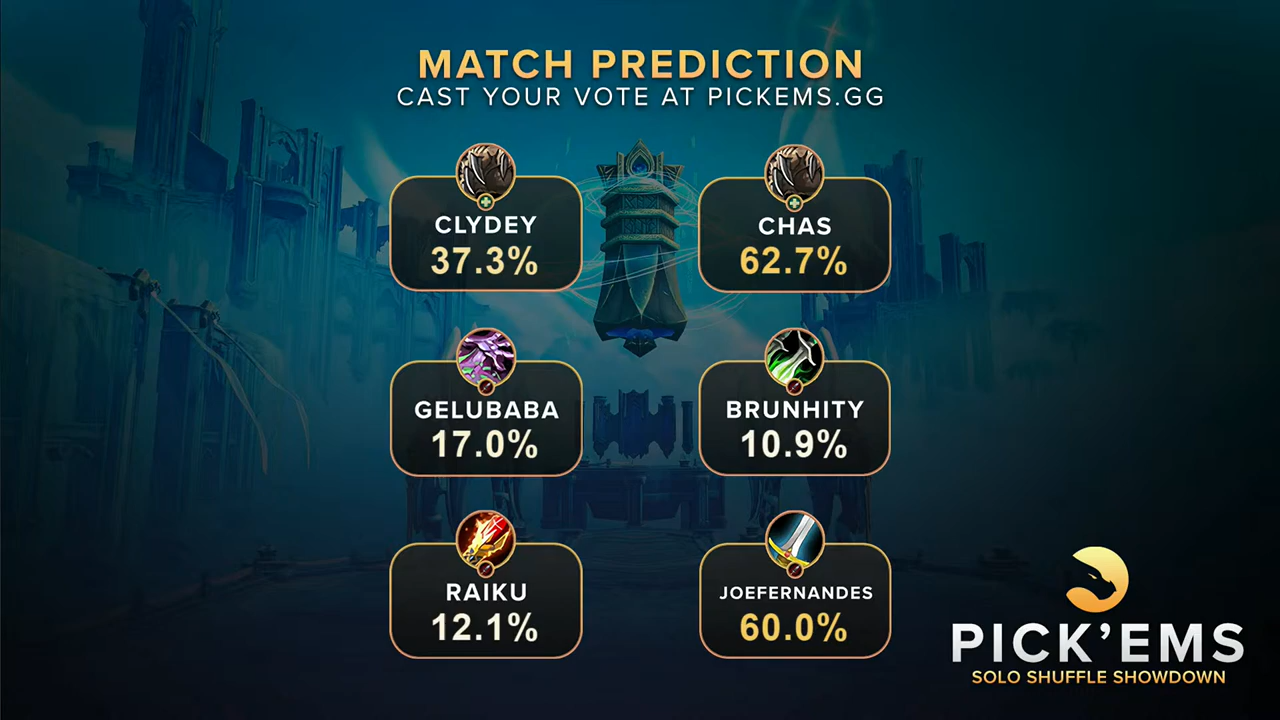 MATCH PREDICTION
CAST YOUR VOTE AT PICKEMS.GG
CLYDEY
37.3%
CHAS
62.7%
GELUBABA
17.0%
BRUNHITY
10.9%
RAIKU
12.1%
JOEFERNANDES
60.0%
PICK'EMS
SOLO SHUFFLE SHOWDOWN